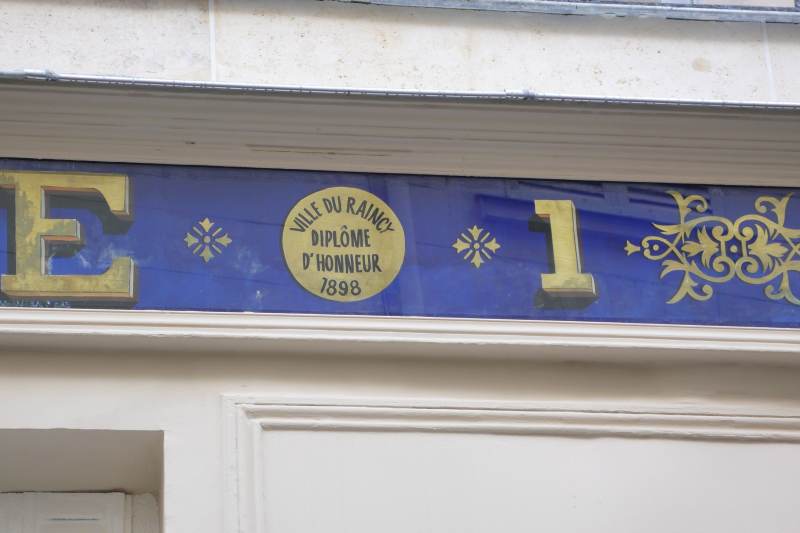 E
VILLE DU RAINCY
DIPLÔME
D'HONNEUR
1898
1